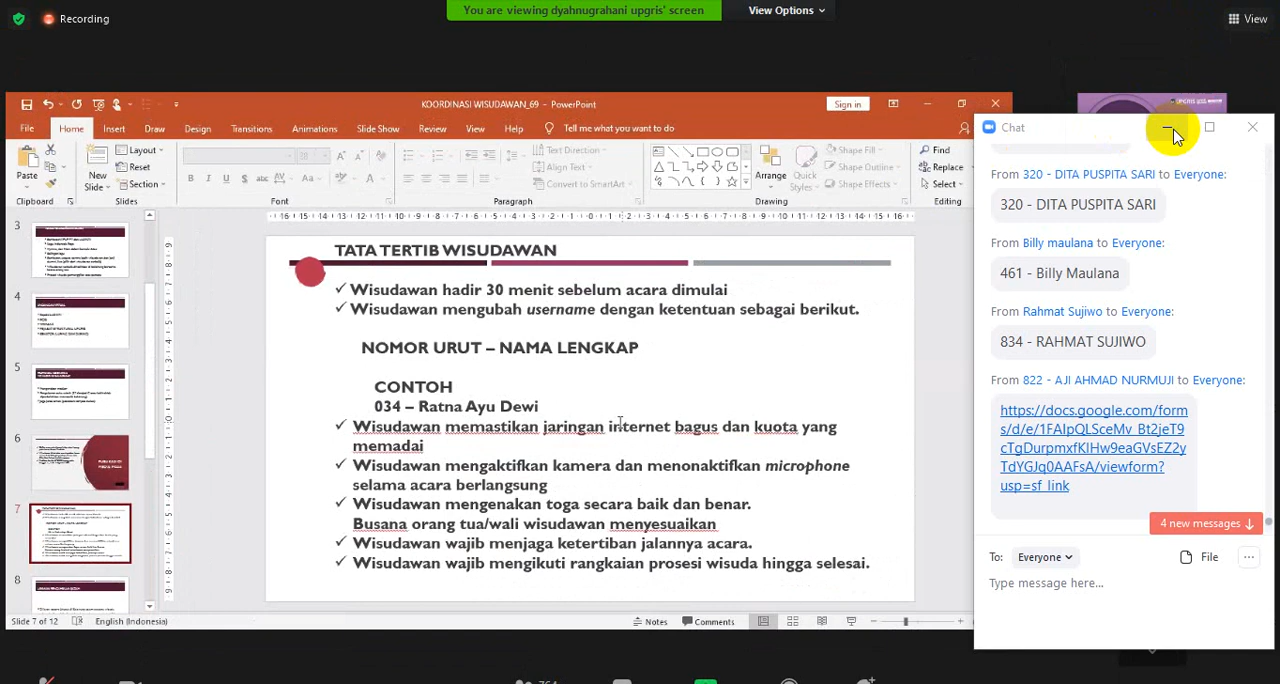 Recording
You are viewing dyahnugrahani upgris' screen
View Options
View
KOORDINASI WISUDAWAN_69 - PowerPoint
Sign in
File Home Insert Draw Design Transitions Animations Slide Show Review View Help Tell me what you want to do
Paste
New Slide
Layout
Reset
Section
B I U S abc AV Aa A
Text Direction
Align Text
Convert to SmartArt
Arrange
Quick Styles
Shape Fill
Shape Outline
Shape Effects
Find
Replace
Select
Clipboard Slides Font Paragraph Drawing Editing
3
4
5
6
7
8
TATA TERTIB WISUDAWAN
✓ Wisudawan hadir 30 menit sebelum acara dimulai
✓ Wisudawan mengubah username dengan ketentuan sebagai berikut.
NOMOR URUT – NAMA LENGKAP
CONTOH
034 – Ratna Ayu Dewi
✓ Wisudawan memastikan jaringan internet bagus dan kuota yang
memadai
✓ Wisudawan mengaktifkan kamera dan menonaktifkan microphone
selama acara berlangsung
✓ Wisudawan mengenakan toga secara baik dan benar.
Busana orang tua/wali wisudawan menyesuaikan
✓ Wisudawan wajib menjaga ketertiban jalannya acara.
✓ Wisudawan wajib mengikuti rangkaian prosesi wisuda hingga selesai.
Slide 7 of 12 English (Indonesia) Notes Comments
Chat
From 320 - DITA PUSPITA SARI to Everyone:
320 - DITA PUSPITA SARI
From Billy maulana to Everyone:
461 - Billy Maulana
From Rahmat Sujiwo to Everyone:
834 - RAHMAT SUJIWO
From 822 - AJI AHMAD NURMUJI to Everyone:
https://docs.google.com/form
s/d/e/1FAIpQLSceMv_Bt2jeT9
cTgDurpmxfKIHw9eaGVsEZ2y
TdYGJq0AAFsA/viewform?
usp=sf_link
4 new messages ↓
To: Everyone File ...
Type message here...